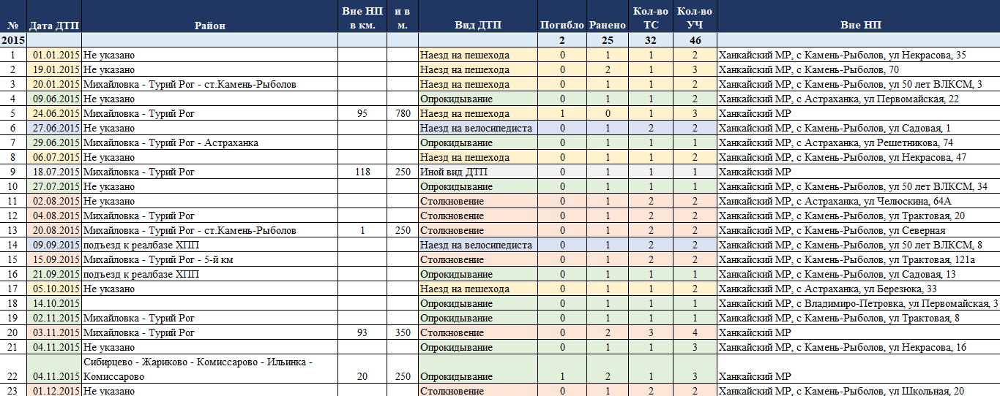 № Дата ДТП Район Вне НП в км. и в м. Вид ДТП Погибло Ранено Кол-во ТС Кол-во УЧ Вне НП
2015 2 25 32 46
1 01.01.2015 Не указано Наезд на пешехода 0 1 1 2 Ханкайский МР, с Камень-Рыболов, ул Некрасова, 35
2 19.01.2015 Не указано Наезд на пешехода 0 2 1 3 Ханкайский МР, с Камень-Рыболов, 70
3 20.01.2015 Михайловка - Турий Рог - ст.Камень-Рыболов Наезд на пешехода 0 1 1 2 Ханкайский МР, с Камень-Рыболов, ул 50 лет ВЛКСМ, 3
4 09.06.2015 Не указано Опрокидывание 0 1 1 2 Ханкайский МР, с Астраханка, ул Первомайская, 22
5 24.06.2015 Михайловка - Турий Рог 95 780 Наезд на пешехода 1 0 1 3 Ханкайский МР
6 27.06.2015 Не указано Наезд на велосипедиста 0 1 2 2 Ханкайский МР, с Камень-Рыболов, ул Садовая, 1
7 29.06.2015 Михайловка - Турий Рог - Астраханка Опрокидывание 0 1 1 1 Ханкайский МР, с Астраханка, ул Решетникова, 74
8 06.07.2015 Не указано Наезд на пешехода 0 1 1 2 Ханкайский МР, с Камень-Рыболов, ул Некрасова, 47
9 18.07.2015 Михайловка - Турий Рог 118 250 Иной вид ДТП 0 1 1 1 Ханкайский МР
10 27.07.2015 Не указано Опрокидывание 0 1 1 1 Ханкайский МР, с Камень-Рыболов, ул 50 лет ВЛКСМ, 34
11 02.08.2015 Не указано Столкновение 0 1 2 2 Ханкайский МР, с Астраханка, ул Челюскина, 64А
12 04.08.2015 Михайловка - Турий Рог Столкновение 0 1 2 2 Ханкайский МР, с Камень-Рыболов, ул Трактовая, 20
13 20.08.2015 Михайловка - Турий Рог - ст.Камень-Рыболов 1 250 Столкновение 0 1 2 2 Ханкайский МР, с Камень-Рыболов, ул Северная
14 09.09.2015 подъезд к реалбазе ХПП Наезд на велосипедиста 0 1 2 2 Ханкайский МР, с Камень-Рыболов, ул 50 лет ВЛКСМ, 8
15 15.09.2015 Михайловка - Турий Рог - 5-й км Столкновение 0 1 2 2 Ханкайский МР, с Камень-Рыболов, ул Трактовая, 121а
16 21.09.2015 подъезд к реалбазе ХПП Опрокидывание 0 1 1 1 Ханкайский МР, с Камень-Рыболов, ул Садовая, 13
17 05.10.2015 Не указано Наезд на пешехода 0 1 1 2 Ханкайский МР, с Астраханка, ул Березюка, 33
18 14.10.2015 Опрокидывание 0 1 1 1 Ханкайский МР, с Владимиро-Петровка, ул Первомайская, 3
19 02.11.2015 Михайловка - Турий Рог Опрокидывание 0 1 1 1 Ханкайский МР, с Камень-Рыболов, ул Трактовая, 8
20 03.11.2015 Михайловка - Турий Рог 93 350 Столкновение 0 2 3 4 Ханкайский МР
21 04.11.2015 Не указано Опрокидывание 0 1 1 3 Ханкайский МР, с Камень-Рыболов, ул Некрасова, 16
Сибирцево - Жариково - Комиссарово - Ильинка -
22 04.11.2015 Комиссарово 20 250 Опрокидывание 1 2 1 3 Ханкайский МР
23 01.12.2015 Не указано Столкновение 0 1 2 2 Ханкайский МР, с Камень-Рыболов, ул Школьная, 20